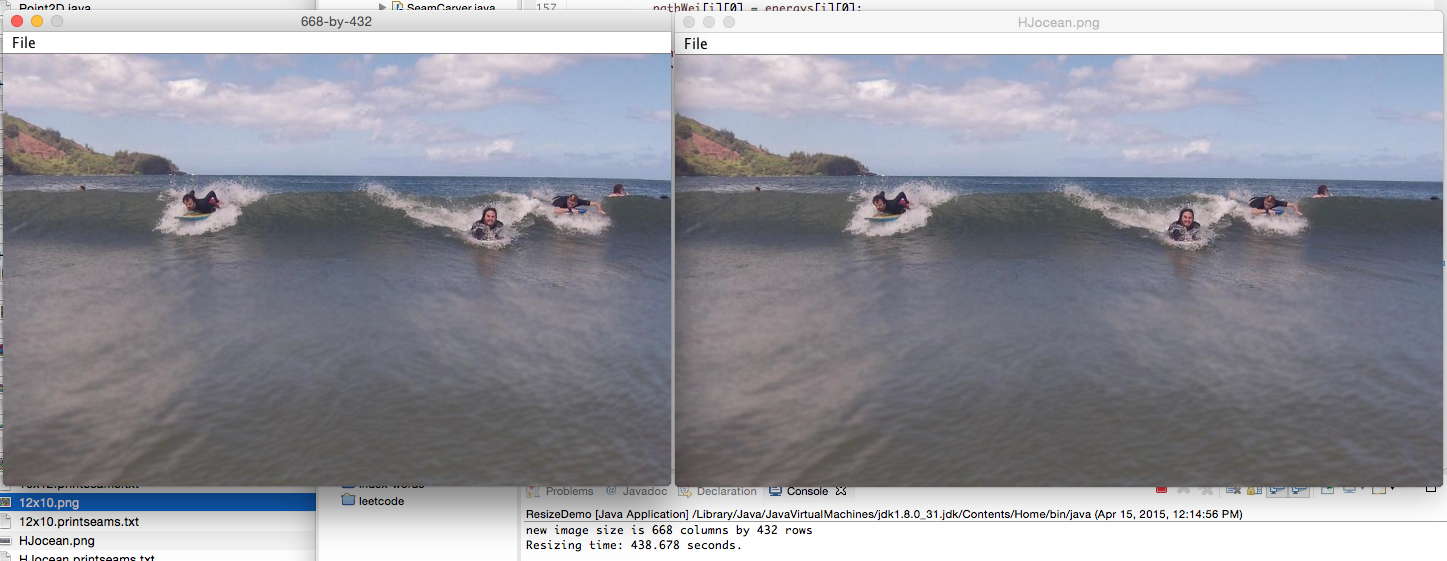 Point2D.java
SeamCarver.java
157
pathWei[i][0] = energys[i][0];
668-by-432
HJocean.png
File
File
12x10.png
12x10.printseams.txt
HJocean.png
HJocean.printseams.txt
index-words
leetcode
Problems @ Javadoc Declaration Console
ResizeDemo [Java Application] /Library/Java/JavaVirtualMachines/jdk1.8.0_31.jdk/Contents/Home/bin/java (Apr 15, 2015, 12:14:56 PM)
new image size is 668 columns by 432 rows
Resizing time: 438.678 seconds.